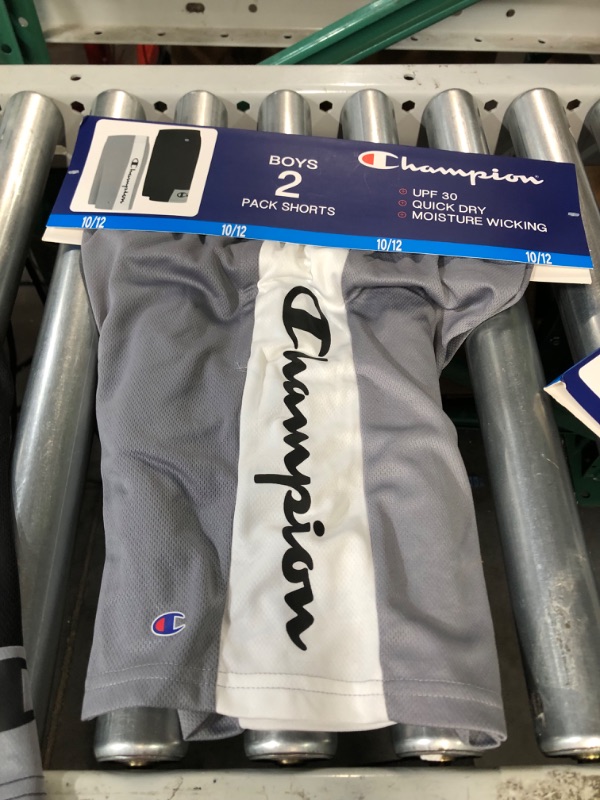 BOYS
2
PACK SHORTS
Champion
UPF 30
QUICK DRY
MOISTURE WICKING
10/12
10/12
10/12
10/12
Champion